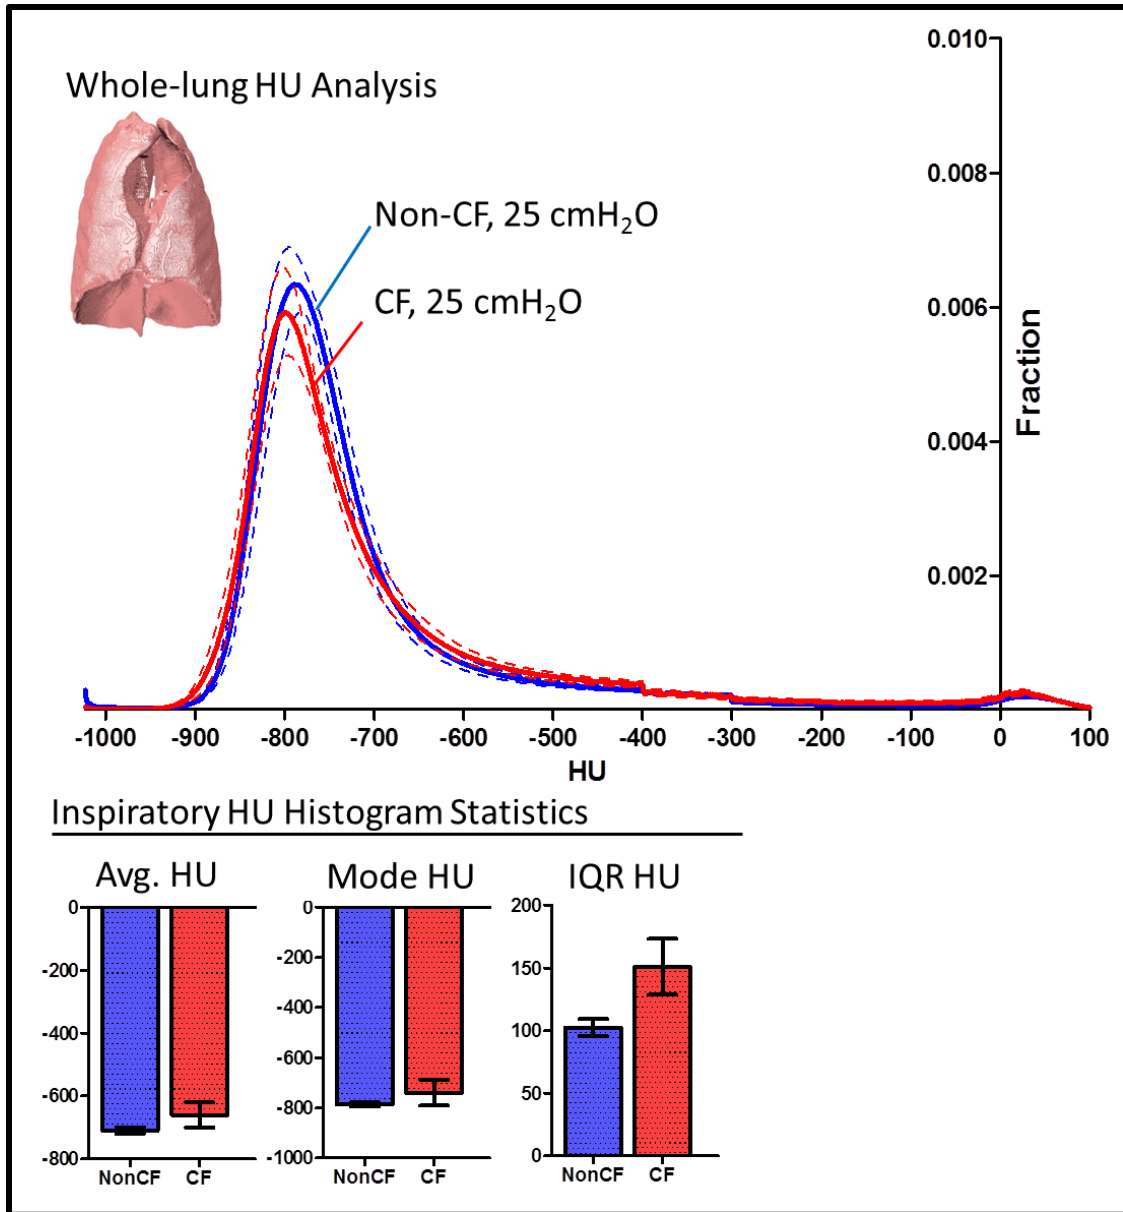 Whole-lung HU Analysis
Non-CF, 25 cmH₂O
CF, 25 cmH₂O
0.010
0.008
0.006
0.004
0.002
Fraction
-1000 -900 -800 -700 -600 -500 -400 -300 -200 -100 0 100
HU
Inspiratory HU Histogram Statistics
Avg. HU
0
-200
-400
-600
-800
NonCF CF
Mode HU
0
-200
-400
-600
-800
-1000
NonCF CF
IQR HU
200
150
100
50
0
NonCF CF